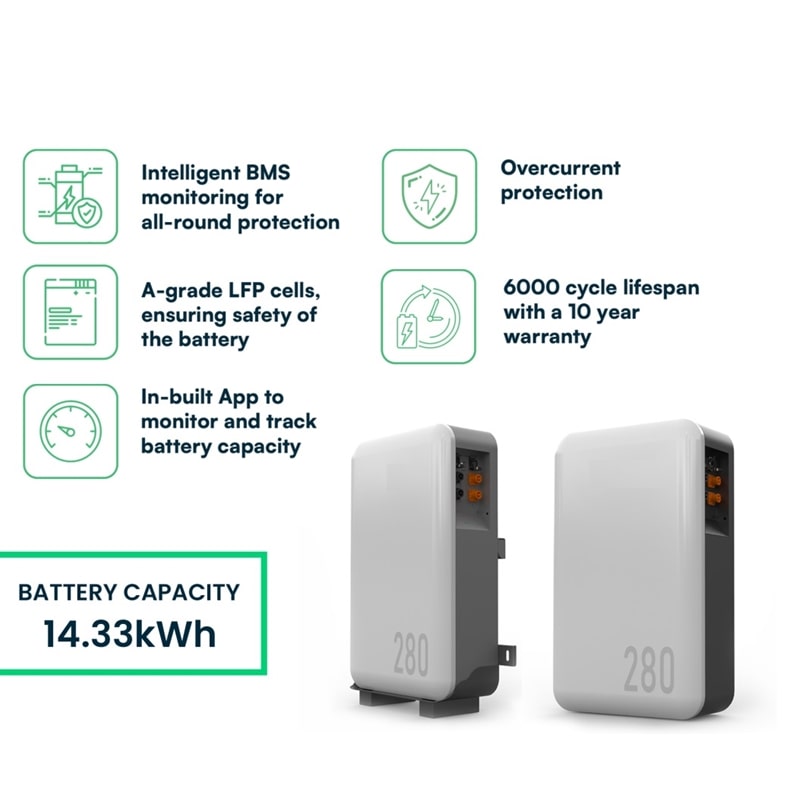 Intelligent BMS
monitoring for
all-round protection
Overcurrent
protection
A-grade LFP cells,
ensuring safety of
the battery
6000 cycle lifespan
with a 10 year
warranty
In-built App to
monitor and track
battery capacity
BATTERY CAPACITY
14.33kWh
280
280